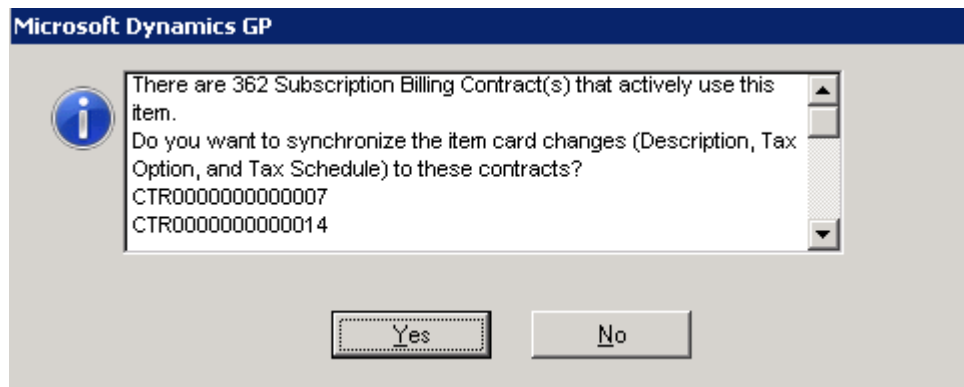 Microsoft Dynamics GP
There are 362 Subscription Billing Contract(s) that actively use this
item.
Do you want to synchronize the item card changes (Description, Tax
Option, and Tax Schedule) to these contracts?
CTR0000000000007
CTR0000000000014
Yes
No